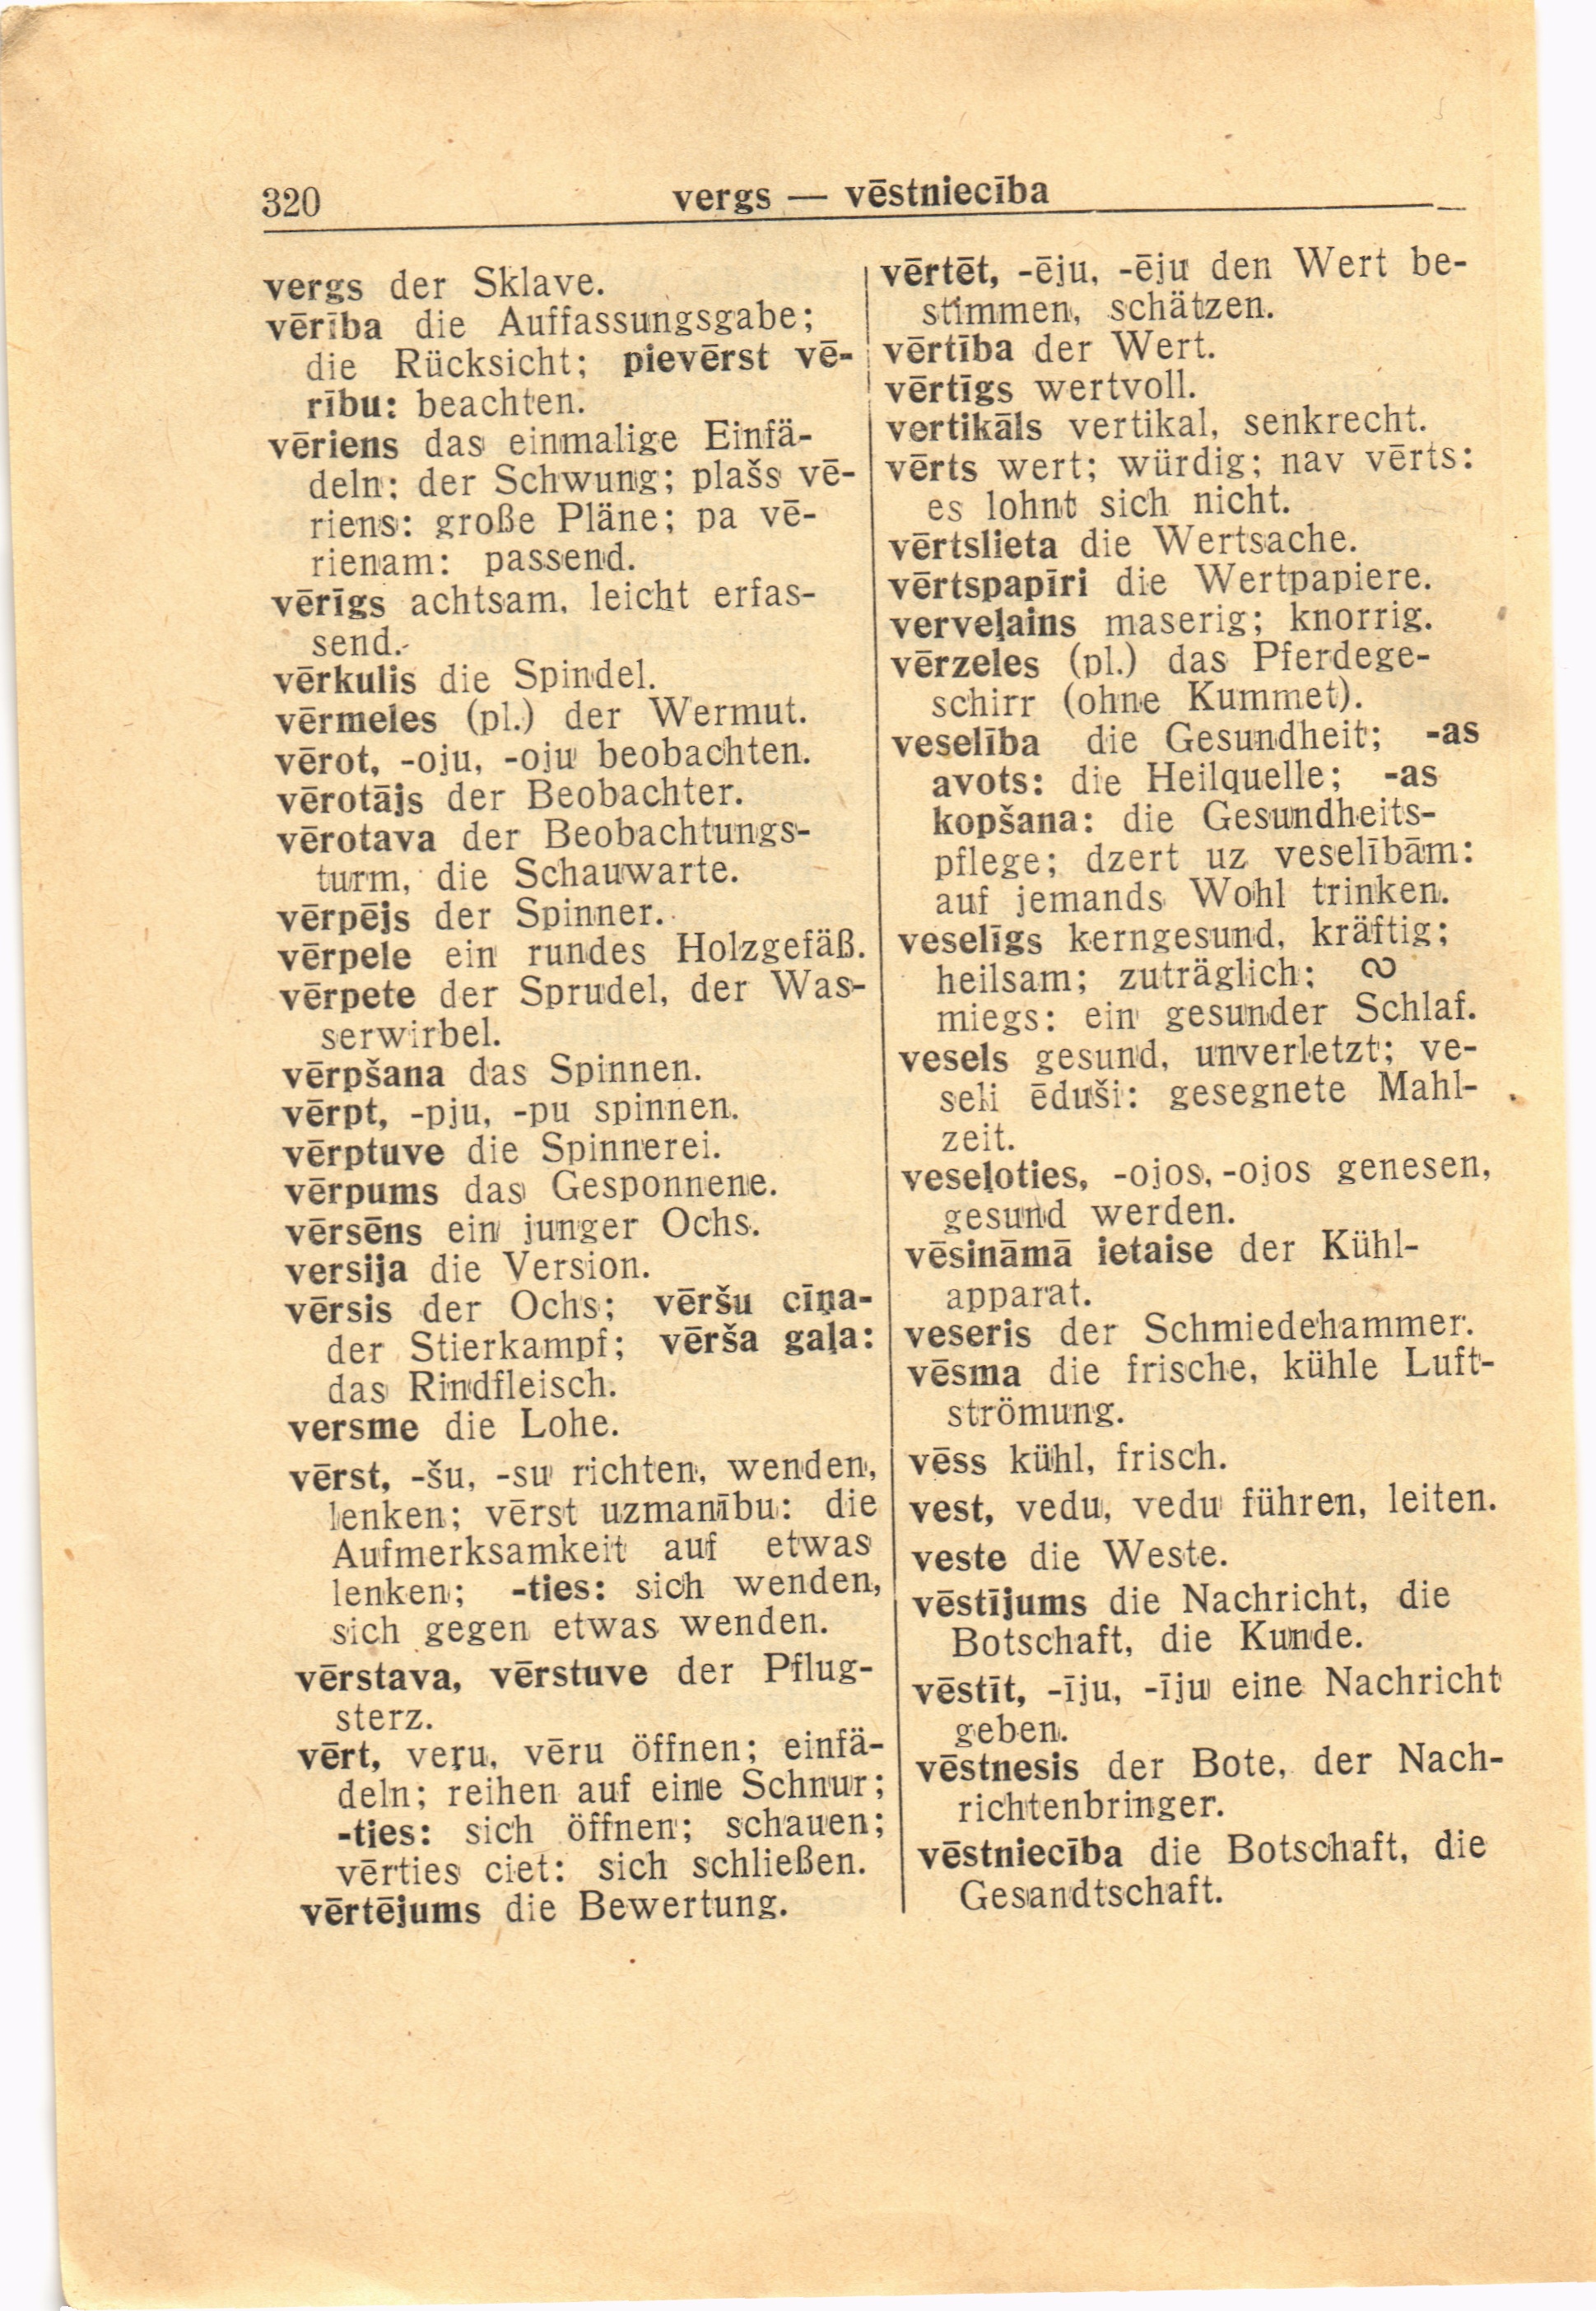 320
vergs — vēstniecība
vergs der Sklave.
vērība die Auffassungsgabe;
die Rücksicht; pievērst vē-
rību: beachten.
vēriens das einmalige Einfä-
deln; der Schwung; plašs vē-
riens: große Pläne; pa vē-
rienam: passend.
vērīgs achtsam, leicht erfas-
send.
vērkulis die Spindel.
vērmeles (pl.) der Wermut.
vērot, -oju, -oju beobachten.
vērotājs der Beobachter.
vērotava der Beobachtungs-
turm, die Schauwarte.
vērpējs der Spinner.
vērpele ein rundes Holzgefäß.
vērpete der Sprudel, der Was-
serwirbel.
vērpšana das Spinnen.
vērpt, -pju, -pu spinnen.
vērptuve die Spinnerei.
vērpums das Gesponnene.
vērsēns ein junger Ochs.
versija die Version.
vērsis der Ochs; vēršu cīņa-
der Stierkampf; vērša gaļa:
das Rindfleisch.
versme die Lohe.
vērst, -šu, -su richten, wenden,
lenken; vērst uzmanību: die
Aufmerksamkeit auf etwas
lenken; -ties: sich wenden,
sich gegen etwas wenden.
vērstava, vērstuve der Pflug-
sterz.
vērt, veŗu, vēru öffnen; einfä-
deln; reihen auf eine Schnur;
-ties: sich öffnen; schauen;
vērties ciet: sich schließen.
vērtējums die Bewertung.
vērtēt, -ēju, -ēju den Wert be-
stimmen, schätzen.
vērtība der Wert.
vērtīgs wertvoll.
vertikāls vertikal, senkrecht.
vērts wert; würdig; nav vērts:
es lohnt sich nicht.
vērtslieta die Wertsache.
vērtspapīri die Wertpapiere.
verveļains maserig; knorrig.
vērzeles (pl.) das Pferdege-
schirr (ohne Kummet).
veselība die Gesundheit; -as
avots: die Heilquelle; -as
kopšana: die Gesundheits-
pflege; dzert uz veselībām:
auf jemands Wohl trinken.
veselīgs kerngesund, kräftig;
heilsam; zuträglich; ∾
miegs: ein gesunder Schlaf.
vesels gesund, unverletzt; ve-
seli ēduši: gesegnete Mahl-
zeit.
veseļoties, -ojos, -ojos genesen,
gesund werden.
vēsināmā ietaise der Kühl-
apparat.
veseris der Schmiedehammer.
vēsma die frische, kühle Luft-
strömung.
vēss kühl, frisch.
vest, vedu, vedu führen, leiten.
veste die Weste.
vēstījums die Nachricht, die
Botschaft, die Kunde.
vēstīt, -īju, -īju eine Nachricht
geben.
vēstnesis der Bote, der Nach-
richtenbringer.
vēstniecība die Botschaft, die
Gesandtschaft.